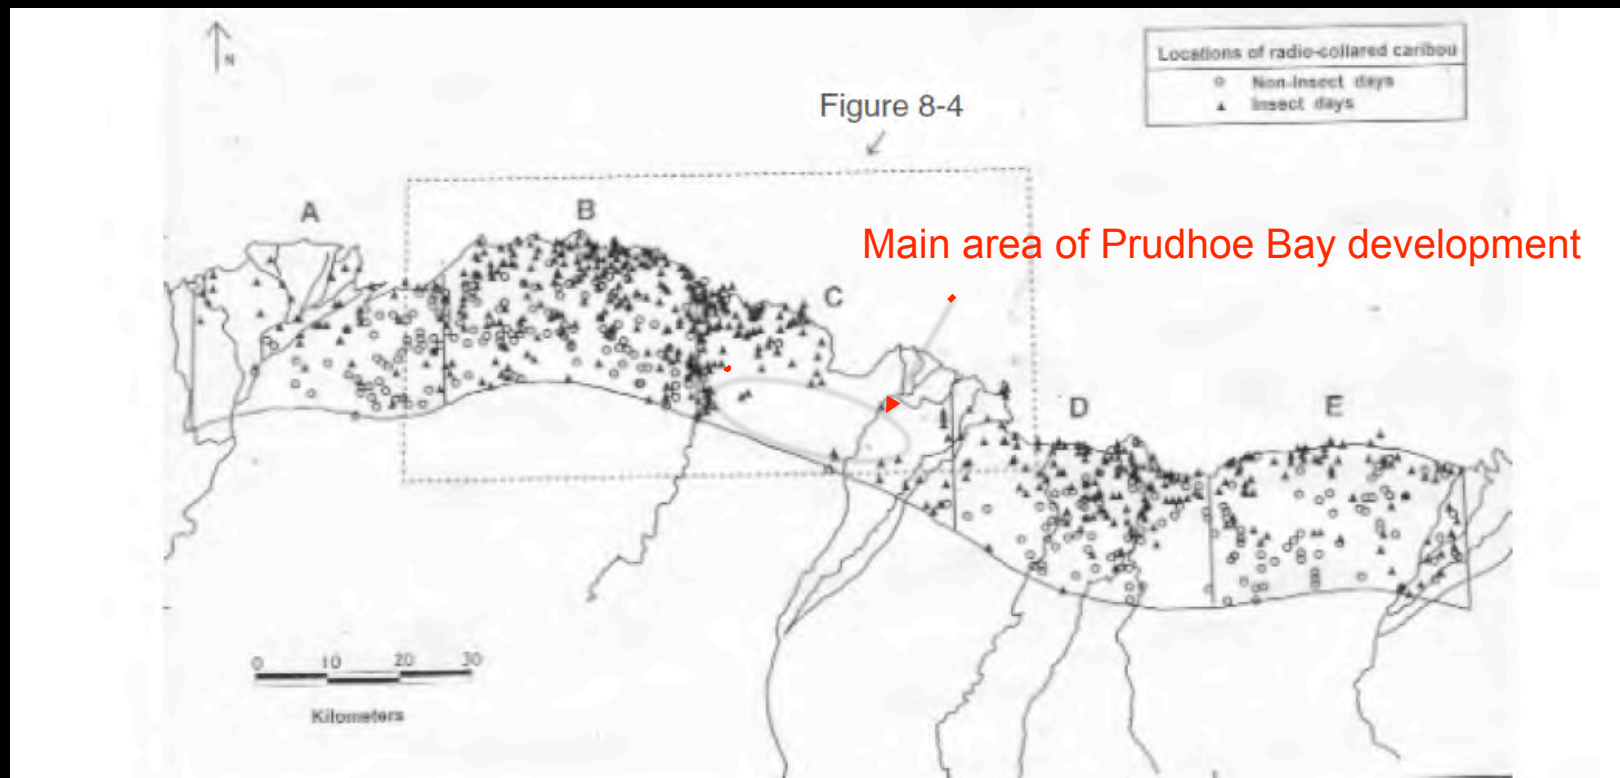 N
Locations of radio-collared caribou
Non-Insect days
Insect days
Figure 8-4
A
B
Main area of Prudhoe Bay development
C
D
E
0 10 20 30
Kilometers